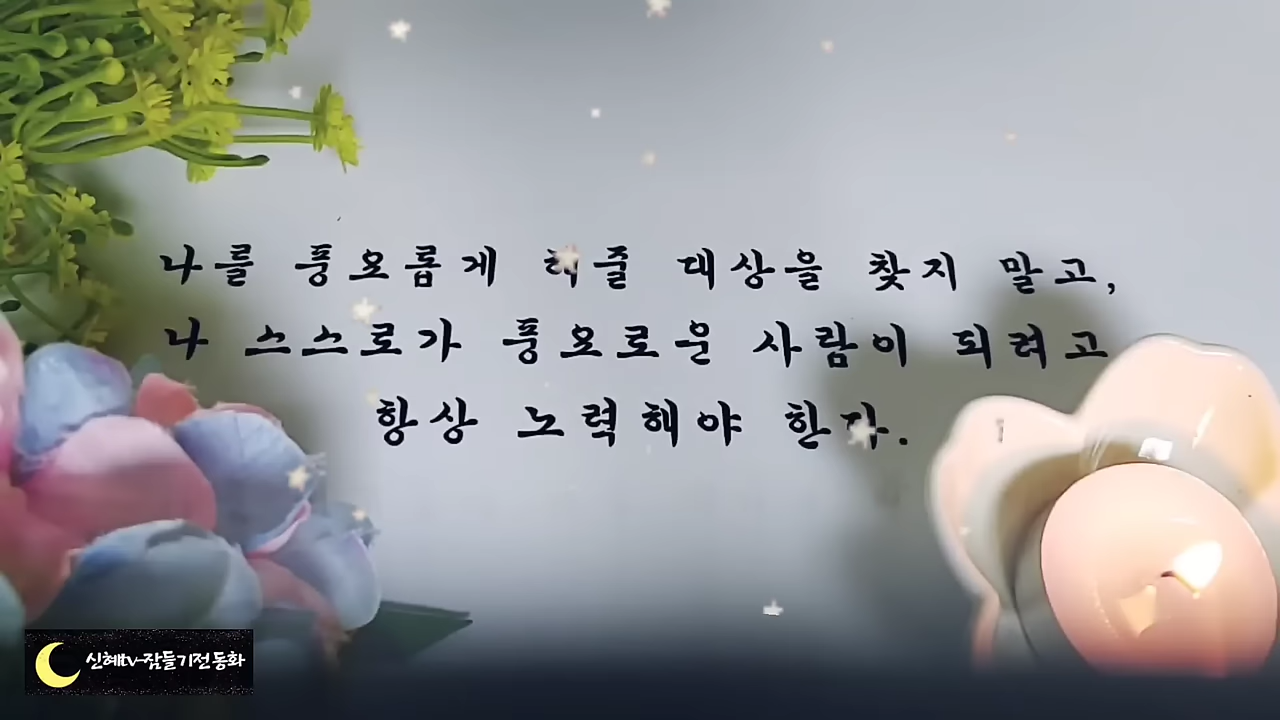 나를 풍요롭게 해줄 대상을 찾지 말고,
나 스스로가 풍요로운 사람이 되려고
항상 노력해야 한다.
신혜tv-잠들기전 동화